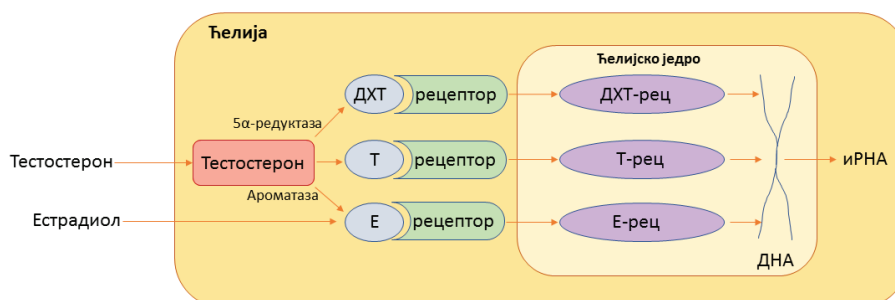 Ћелија
Ћелијско једро
ДХТ
рецептор
ДХТ-рец
5α-редуктаза
Тестостерон
Тестостерон
Т
рецептор
Т-рец
иРНА
Ароматаза
Естрадиол
Е
рецептор
Е-рец
ДНА